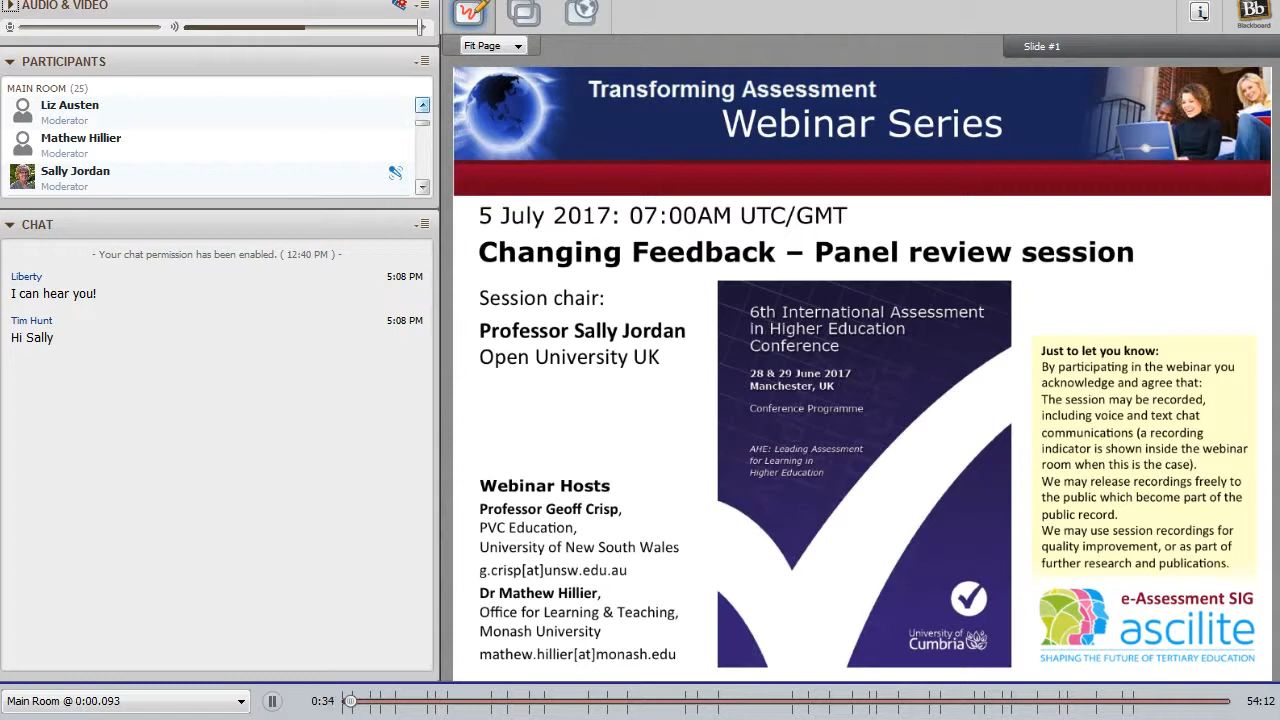 AUDIO & VIDEO
PARTICIPANTS
MAIN ROOM (25)
Liz Austen
Moderator
Mathew Hillier
Moderator
Sally Jordan
Moderator
CHAT
- Your chat permission has been enabled. ( 12:40 PM ) -
Liberty 5:08 PM
I can hear you!
Tim Hunt 5:08 PM
Hi Sally
Main Room @ 0:00.093
0:34
54:12
Fit Page
Slide #1
Bb
Blackboard
Transforming Assessment
Webinar Series
5 July 2017: 07:00AM UTC/GMT
Changing Feedback – Panel review session
Session chair:
Professor Sally Jordan
Open University UK
Webinar Hosts
Professor Geoff Crisp,
PVC Education,
University of New South Wales
g.crisp[at]unsw.edu.au
Dr Mathew Hillier,
Office for Learning & Teaching,
Monash University
mathew.hillier[at]monash.edu
6th International Assessment
in Higher Education
Conference
28 & 29 June 2017
Manchester, UK
Conference Programme
AHE: Leading Assessment
for Learning in
Higher Education
University of
Cumbria
Just to let you know:
By participating in the webinar you
acknowledge and agree that:
The session may be recorded,
including voice and text chat
communications (a recording
indicator is shown inside the webinar
room when this is the case).
We may release recordings freely to
the public which become part of the
public record.
We may use session recordings for
quality improvement, or as part of
further research and publications.
e-Assessment SIG
ascilite
SHAPING THE FUTURE OF TERTIARY EDUCATION